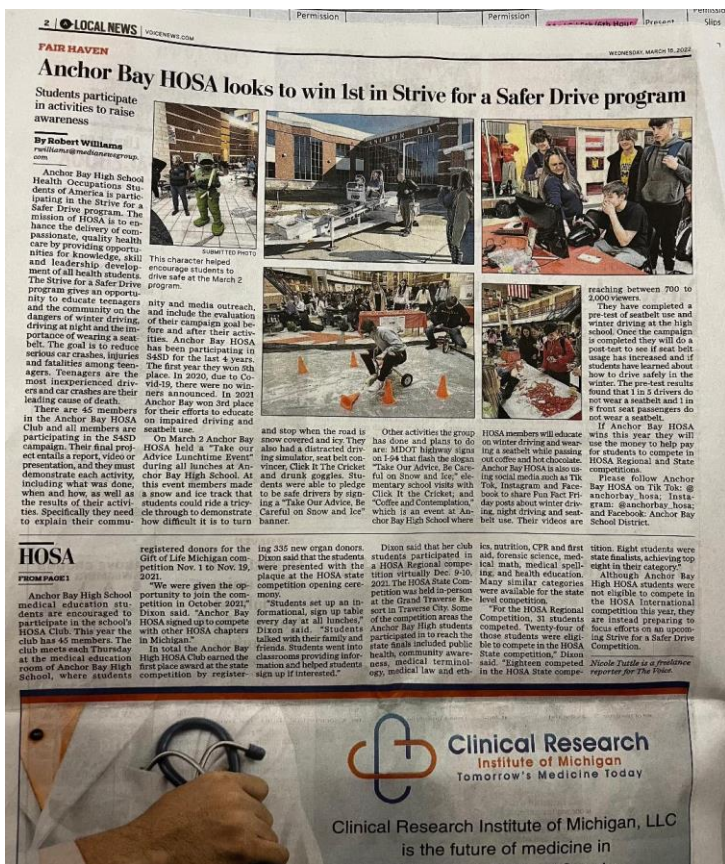 Permission
Permission
Present
Slips
2 | LOCAL NEWS | VOICENEWS.COM
WEDNESDAY, MARCH 16, 2022
FAIR HAVEN
Anchor Bay HOSA looks to win 1st in Strive for a Safer Drive program
Students participate
in activities to raise
awareness
By Robert Williams
rwilliams@medianewsgroup.
com
Anchor Bay High School
Health Occupations Stu-
dents of America is partic-
ipating in the Strive for a
Safer Drive program. The
mission of HOSA is to en-
hance the delivery of com-
passionate, quality health
care by providing opportu-
nities for knowledge, skill
and leadership develop-
ment of all health students.
The Strive for a Safer Drive
program gives an opportu-
nity to educate teenagers
and the community on the
dangers of winter driving,
driving at night and the im-
portance of wearing a seat-
belt. The goal is to reduce
serious car crashes, injuries
and fatalities among teen-
agers. Teenagers are the
most inexperienced driv-
ers and car crashes are their
leading cause of death.
There are 45 members
in the Anchor Bay HOSA
Club and all members are
participating in the S4SD
campaign. Their final proj-
ect entails a report, video or
presentation, and they must
demonstrate each activity,
including what was done,
when and how, as well as
the results of their activi-
ties. Specifically they need
to explain their commu-
SUBMITTED PHOTO
This character helped
encourage students to
drive safe at the March 2
program.
nity and media outreach,
and include the evaluation
of their campaign goal be-
fore and after their activ-
ities. Anchor Bay HOSA
has been participating in
S4SD for the last 4 years.
The first year they won 5th
place. In 2020, due to Co-
vid-19, there were no win-
ners announced. In 2021
Anchor Bay won 3rd place
for their efforts to educate
on impaired driving and
seatbelt use.
On March 2 Anchor Bay
HOSA held a "Take our
Advice Lunchtime Event"
during all lunches at An-
chor Bay High School. At
this event members made
a snow and ice track that
students could ride a tricy-
cle through to demonstrate
how difficult it is to turn
and stop when the road is
snow covered and icy. They
also had a distracted driv-
ing simulator, seat belt con-
vincer, Click It The Cricket
and drunk goggles. Stu-
dents were able to pledge
to be safe drivers by sign-
ing a "Take Our Advice, Be
Careful on Snow and Ice"
banner.
Other activities the group
has done and plans to do
are: MDOT highway signs
on I-94 that flash the slogan
"Take Our Advice, Be Care-
ful on Snow and Ice;" ele-
mentary school visits with
Click It the Cricket; and
"Coffee and Contemplation,"
which is an event at An-
chor Bay High School where
HOSA members will educate
on winter driving and wear-
ing a seatbelt while passing
out coffee and hot chocolate.
Anchor Bay HOSA is also us-
ing social media such as Tik
Tok, Instagram and Face-
book to share Fun Fact Fri-
day posts about winter driv-
ing, night driving and seat-
belt use. Their videos are
reaching between 700 to
2,000 viewers.
They have completed a
pre-test of seatbelt use and
winter driving at the high
school. Once the campaign
is completed they will do a
post-test to see if seat belt
usage has increased and if
students have learned about
how to drive safely in the
winter. The pre-test results
found that 1 in 5 drivers do
not wear a seatbelt and 1 in
8 front seat passengers do
not wear a seatbelt.
If Anchor Bay HOSA
wins this year they will
use the money to help pay
for students to compete in
HOSA Regional and State
competitions.
Please follow Anchor
Bay HOSA on Tik Tok: @
anchorbay_hosa; Insta-
gram: @anchorbay_hosa;
and Facebook: Anchor Bay
School District.
HOSA
FROM PAGE 1
Anchor Bay High School
medical education stu-
dents are encouraged to
participate in the school's
HOSA Club. This year the
club has 45 members. The
club meets each Thursday
at the medical education
room of Anchor Bay High
School, where students
registered donors for the
Gift of Life Michigan com-
petition Nov. 1 to Nov. 19,
2021.
"We were given the op-
portunity to join the com-
petition in October 2021,"
Dixon said. "Anchor Bay
HOSA signed up to compete
with other HOSA chapters
in Michigan."
In total the Anchor Bay
High HOSA Club earned the
first place award at the state
competition by register-
ing 335 new organ donors.
Dixon said that the students
were presented with the
plaque at the HOSA state
competition opening cere-
mony.
"Students set up an in-
formational, sign up table
every day at all lunches,"
Dixon said. "Students
talked with their family and
friends. Students went into
classrooms providing infor-
mation and helped students
sign up if interested."
Dixon said that her club
students participated in
a HOSA Regional compe-
tition virtually Dec. 9-10,
2021. The HOSA State Com-
petition was held in-person
at the Grand Traverse Re-
sort in Traverse City. Some
of the competition areas the
Anchor Bay High students
participated in to reach the
state finals included public
health, community aware-
ness, medical terminol-
ogy, medical law and eth-
ics, nutrition, CPR and first
aid, forensic science, med-
ical math, medical spell-
ing, and health education.
Many similar categories
were available for the state
level competition.
"For the HOSA Regional
Competition, 31 students
competed. Twenty-four of
those students were eligi-
ble to compete in the HOSA
State competition," Dixon
said. "Eighteen competed
in the HOSA State compe-
tition. Eight students were
state finalists, achieving top
eight in their category."
Although Anchor Bay
High HOSA students were
not eligible to compete in
the HOSA International
competition this year, they
are instead preparing to
focus efforts on an upcom-
ing Strive for a Safer Drive
Competition.
Nicole Tuttle is a freelance
reporter for The Voice.
Clinical Research
Institute of Michigan
Tomorrow's Medicine Today
Clinical Research Institute of Michigan, LLC
is the future of medicine in